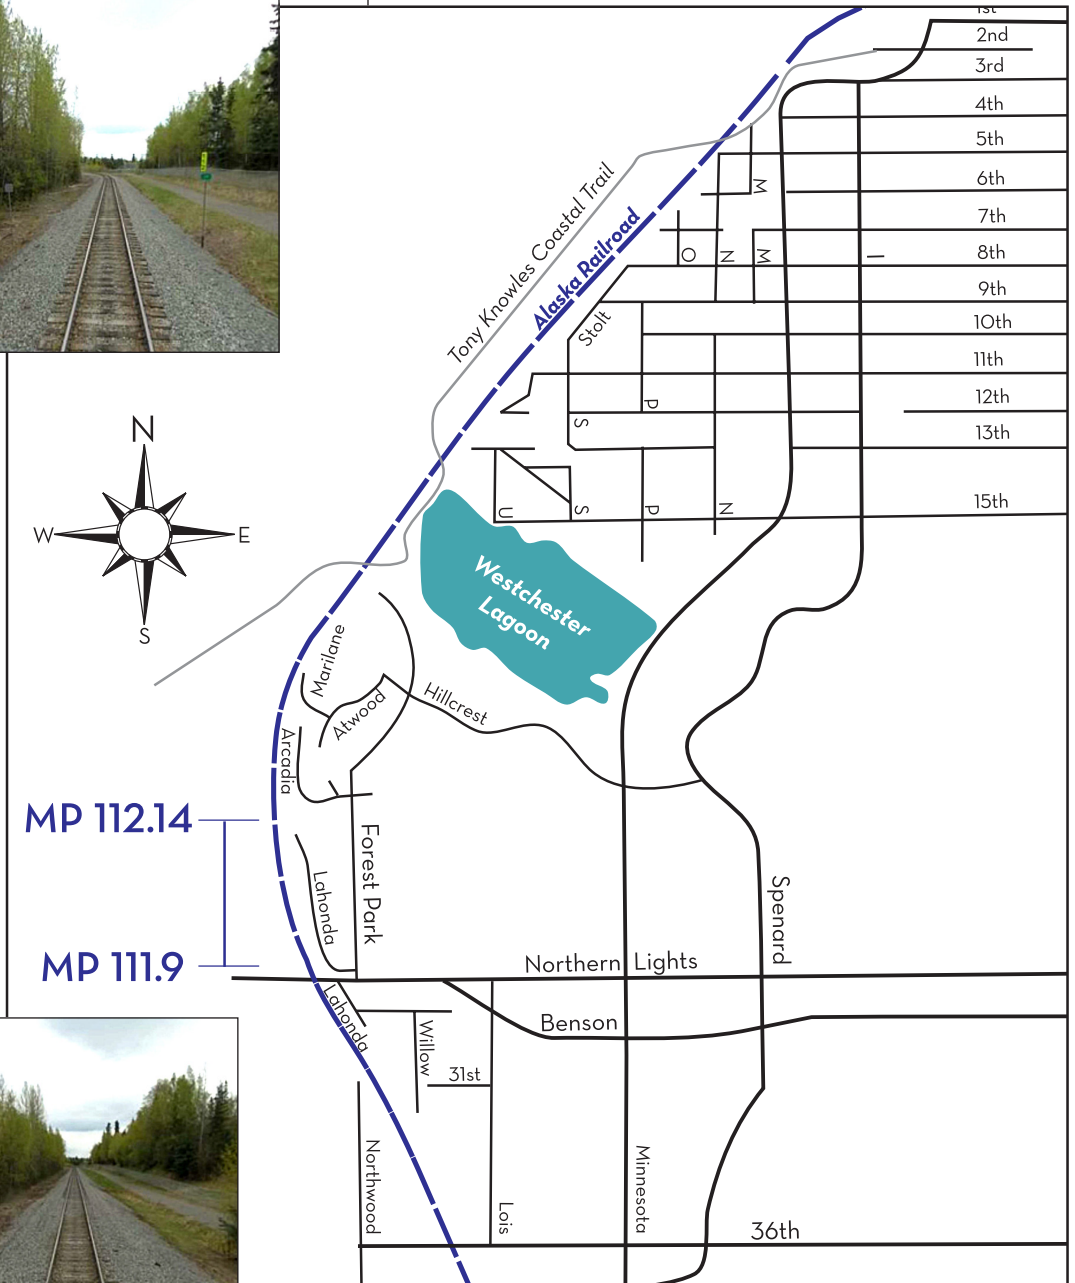 1st
2nd
3rd
4th
5th
6th
M
7th
O
N
M
I
8th
9th
Tony Knowles Coastal Trail
Alaska Railroad
Stolt
10th
11th
P
12th
S
13th
U
S
P
N
15th
N
W
E
S
Westchester
Lagoon
Marilane
Atwood
Hillcrest
Arcadia
MP 112.14
Forest Park
Lahonda
Spenard
MP 111.9
Northern Lights
Lahonda
Benson
Willow
31st
Northwood
Lois
Minnesota
36th